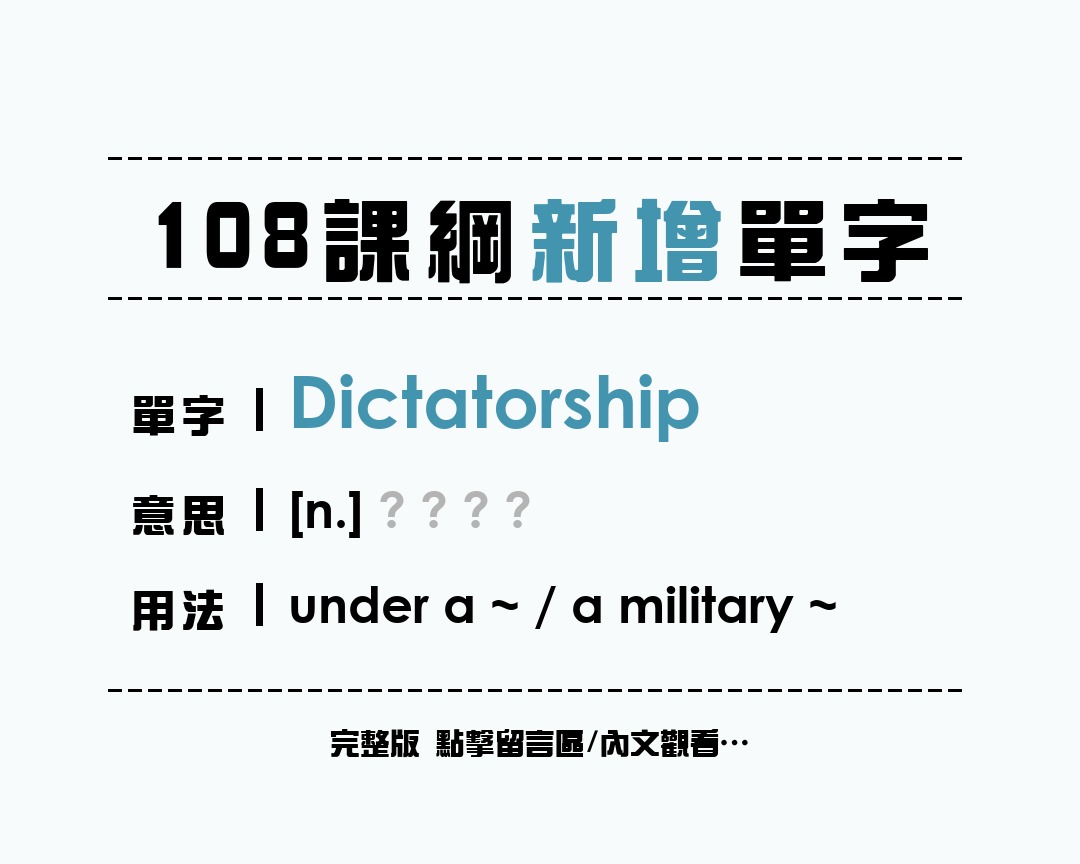 108課綱新增單字
單字 | Dictatorship
意思 | [n.] ????
用法 | under a ~ / a military ~
完整版 點擊留言區/內文觀看…